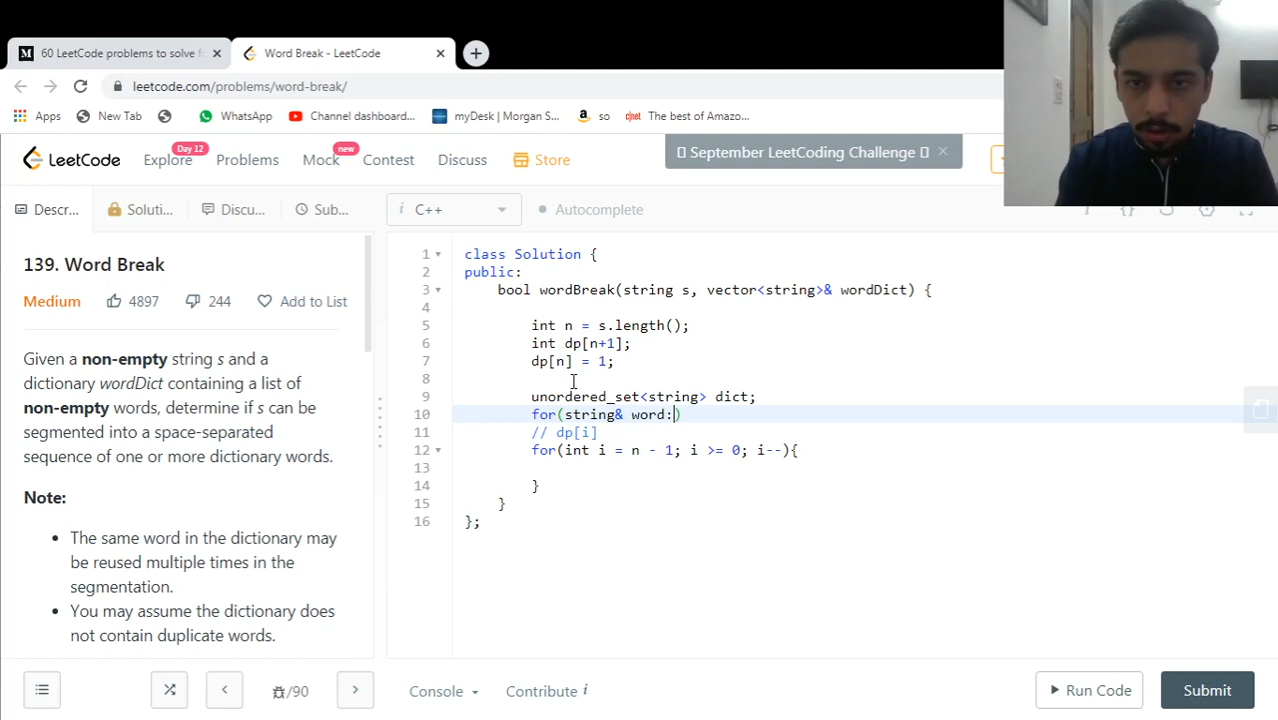 60 LeetCode problems to solve f
Word Break - LeetCode
leetcode.com/problems/word-break/
Apps
New Tab
WhatsApp
Channel dashboard...
myDesk | Morgan S...
so
c|net
The best of Amazo...
LeetCode
Explore
Day 12
Problems
Mock
new
Contest
Discuss
Store
September LeetCoding Challenge
Descr...
Soluti...
Discu...
Sub...
i C++
Autocomplete
139. Word Break
Medium
4897
244
Add to List
Given a non-empty string s and a
dictionary wordDict containing a list of
non-empty words, determine if s can be
segmented into a space-separated
sequence of one or more dictionary words.
Note:
The same word in the dictionary may
be reused multiple times in the
segmentation.
You may assume the dictionary does
not contain duplicate words.
1 class Solution {
2 public:
3 bool wordBreak(string s, vector<string>& wordDict) {
4
5 int n = s.length();
6 int dp[n+1];
7 dp[n] = 1;
8
9 unordered_set<string> dict;
10 for(string& word:)
11 // dp[i]
12 for(int i = n - 1; i >= 0; i--){
13
14 }
15 }
16 };
/90
Console
Contribute i
Run Code
Submit